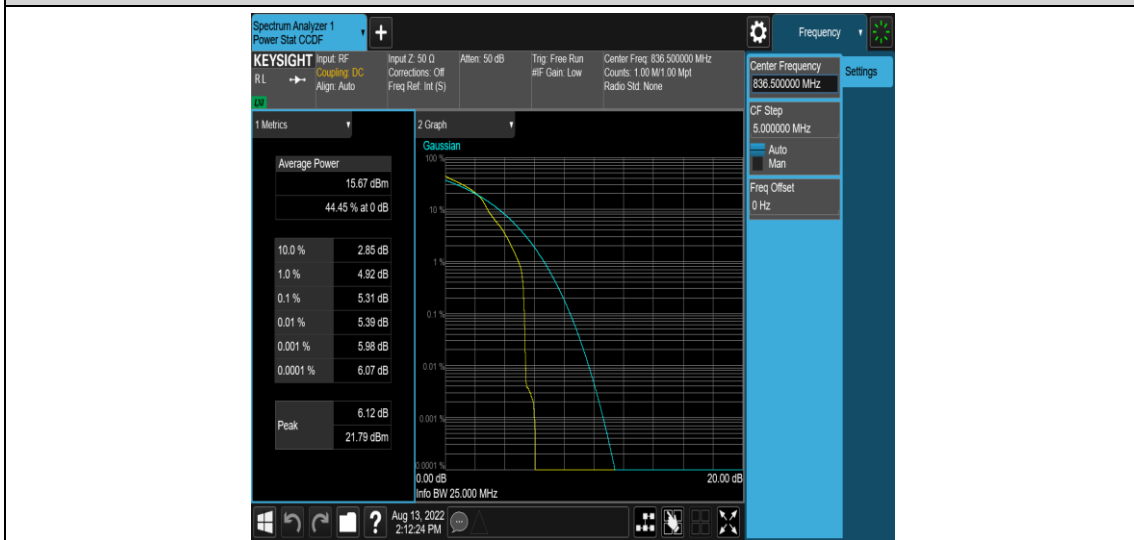 Spectrum Analyzer 1
Power Stat CCDF
+
Frequency
KEYSIGHT
RL
LNI
Input: RF
Coupling: DC
Align: Auto
Input Z: 50 Ω
Corrections: Off
Freq Ref: Int (S)
Atten: 50 dB
Trig: Free Run
#IF Gain: Low
Center Freq: 836.500000 MHz
Counts: 1.00 M/1.00 Mpt
Radio Std: None
Center Frequency
836.500000 MHz
Settings
CF Step
5.000000 MHz
Auto
Man
Freq Offset
0 Hz
1 Metrics
Average Power
15.67 dBm
44.45 % at 0 dB
10.0 % 2.85 dB
1.0 % 4.92 dB
0.1 % 5.31 dB
0.01 % 5.39 dB
0.001 % 5.98 dB
0.0001 % 6.07 dB
Peak
6.12 dB
21.79 dBm
2 Graph
Gaussian
100 %
10 %
1 %
0.1 %
0.01 %
0.001 %
0.0001 %
0.00 dB 20.00 dB
Info BW 25.000 MHz
?
Aug 13, 2022
2:12:24 PM